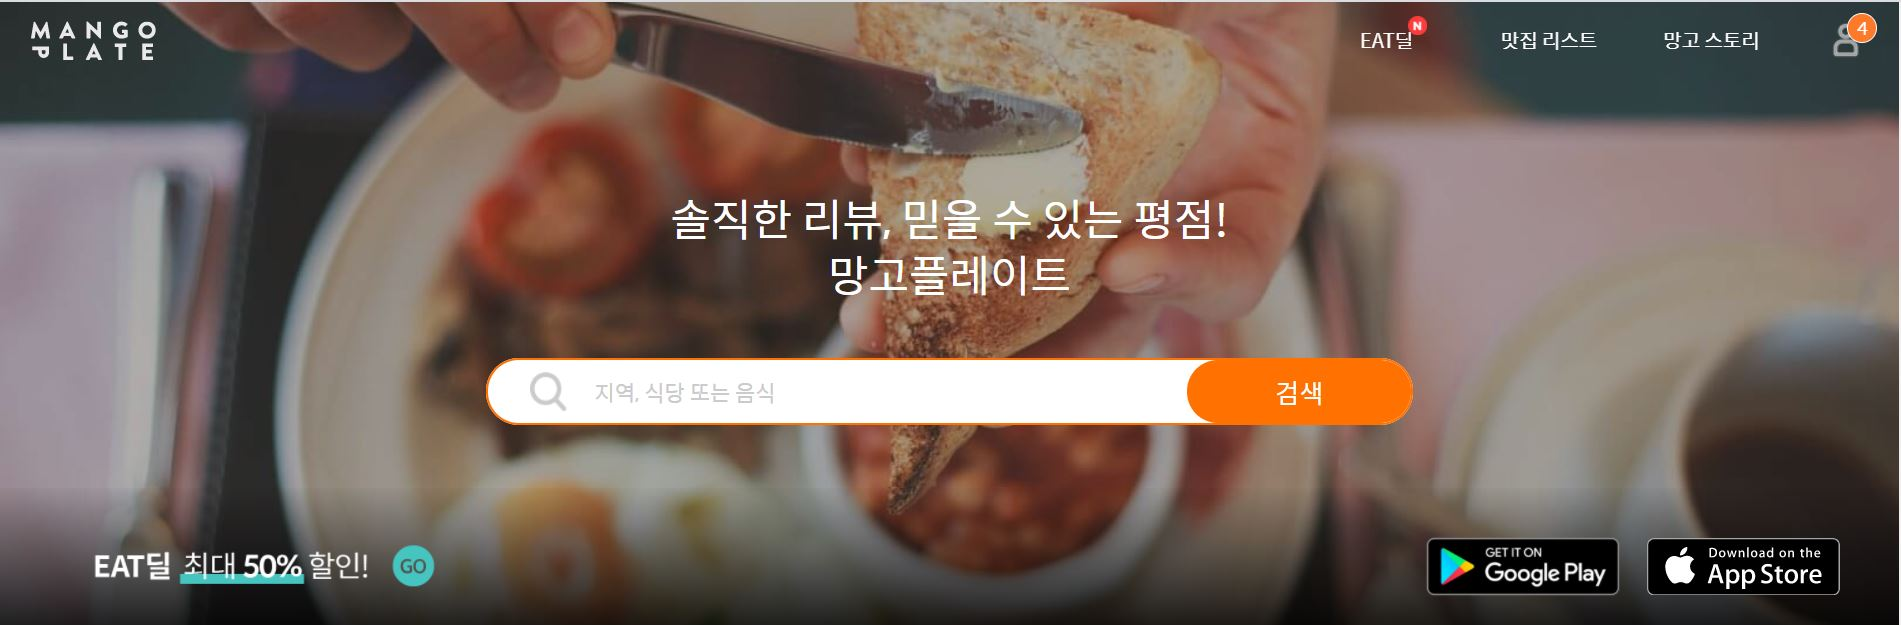 MANGO
PLATE
EAT딜
N
맛집 리스트
망고 스토리
4
솔직한 리뷰, 믿을 수 있는 평점!
망고플레이트
지역, 식당 또는 음식
검색
EAT딜 최대 50% 할인!
GO
GET IT ON
Google Play
Download on the
App Store